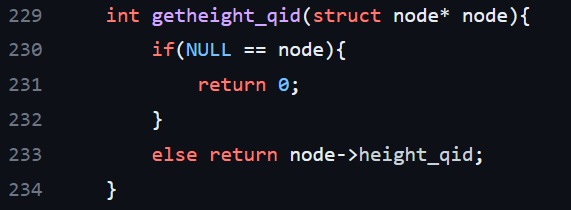 229 int getheight_qid(struct node* node){
230 if(NULL == node){
231 return 0;
232 }
233 else return node->height_qid;
234 }